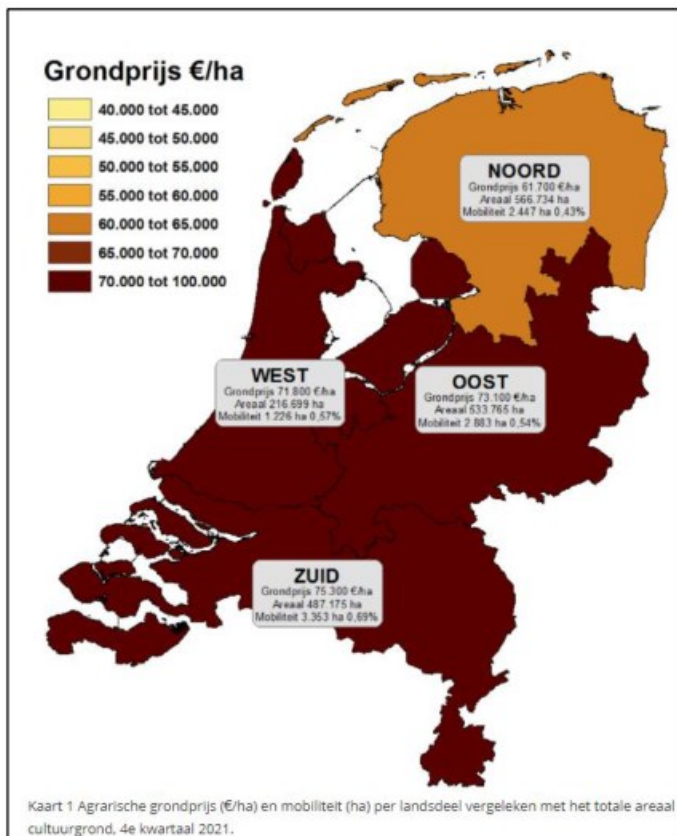 Grondprijs €/ha
40.000 tot 45.000
45.000 tot 50.000
50.000 tot 55.000
55.000 tot 60.000
60.000 tot 65.000
65.000 tot 70.000
70.000 tot 100.000
NOORD
Grondprijs 61.700 €/ha
Areaal 566.734 ha
Mobiliteit 2.447 ha 0,43%
WEST
Grondprijs 71.800 €/ha
Areaal 216.699 ha
Mobiliteit 1.226 ha 0,57%
OOST
Grondprijs 73.100 €/ha
Areaal 533.765 ha
Mobiliteit 2.883 ha 0,54%
ZUID
Grondprijs 75.300 €/ha
Areaal 487.175 ha
Mobiliteit 3.353 ha 0,69%
Kaart 1 Agrarische grondprijs (€/ha) en mobiliteit (ha) per landsdeel vergeleken met het totale areaal
cultuurgrond, 4e kwartaal 2021.